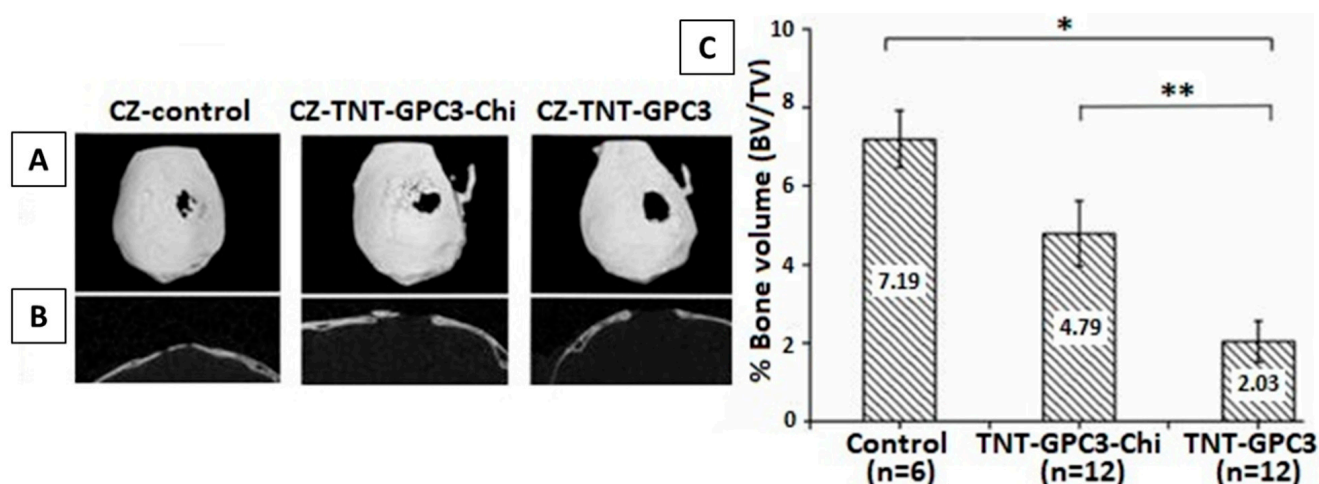 CZ-control CZ-TNT-GPC3-Chi CZ-TNT-GPC3
A
B
C
% Bone volume (BV/TV)
10
8
6
4
2
0
*
**
7.19
4.79
2.03
Control TNT-GPC3-Chi TNT-GPC3
(n=6) (n=12) (n=12)